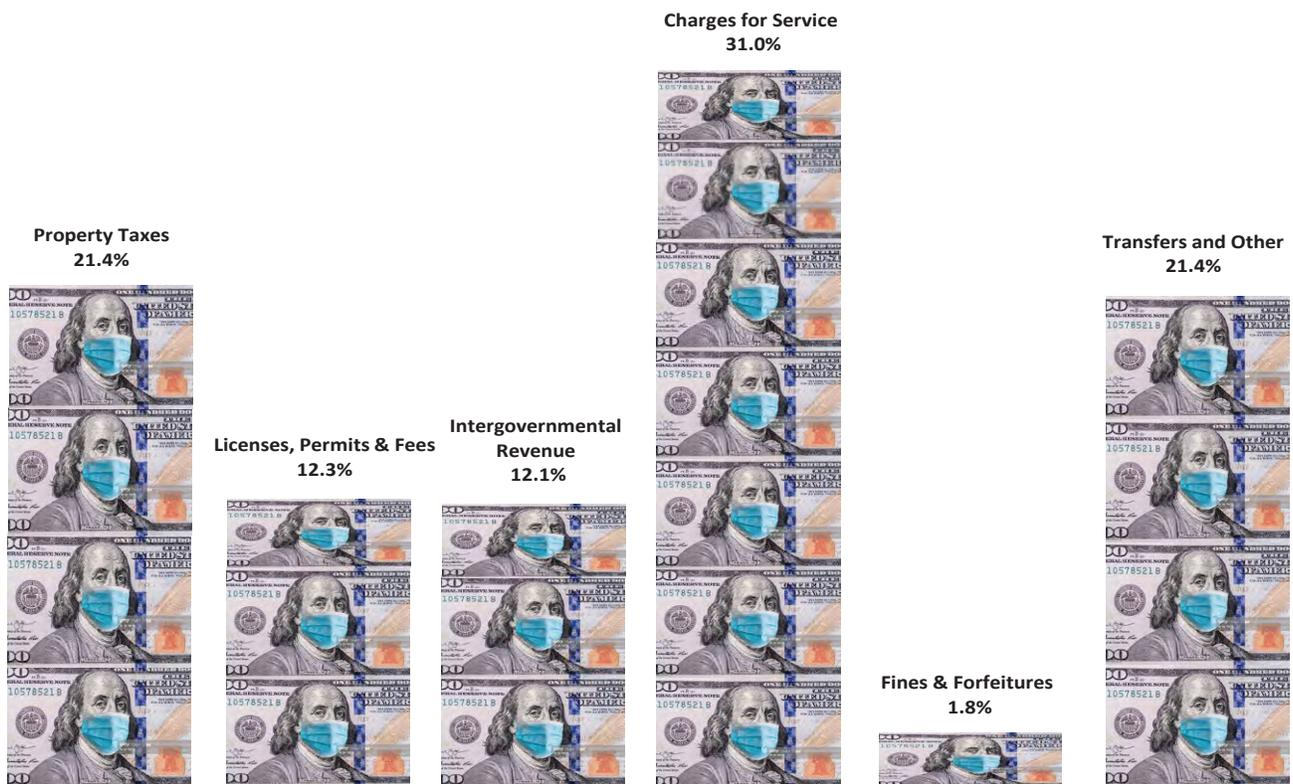 Charges for Service
31.0%
Property Taxes
21.4%
Transfers and Other
21.4%
Licenses, Permits & Fees
12.3%
Intergovernmental
Revenue
12.1%
Fines & Forfeitures
1.8%